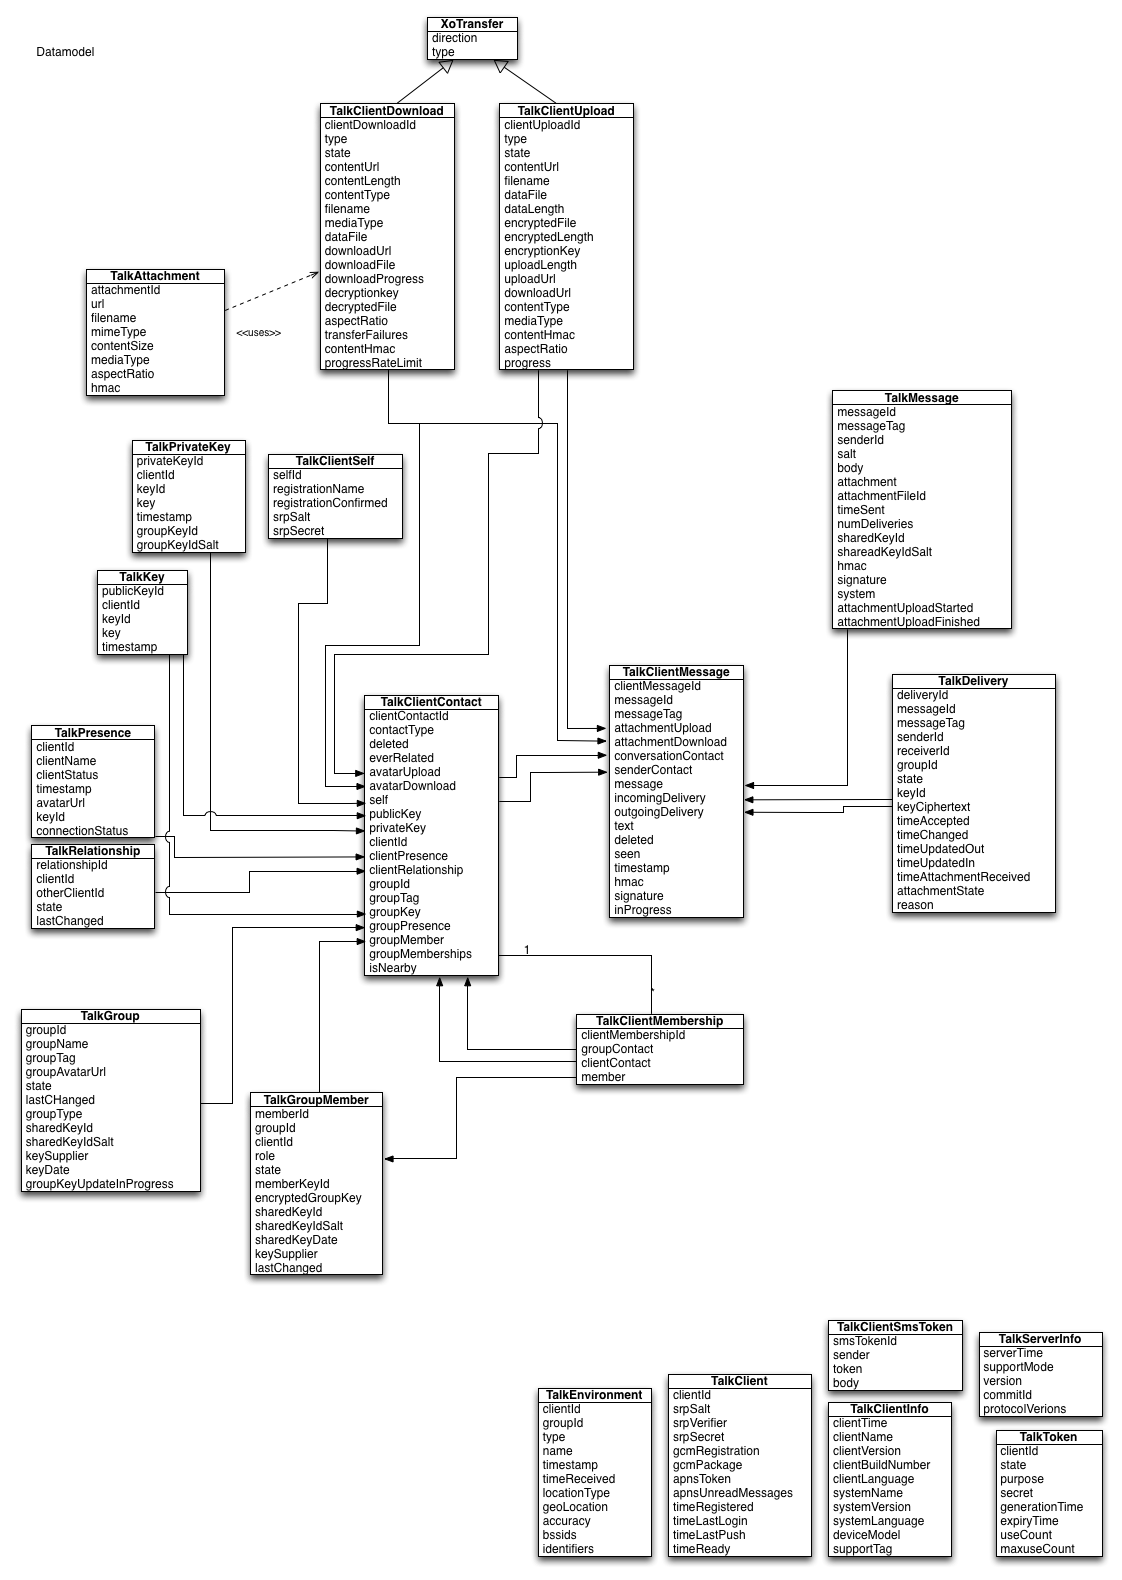 Datamodel
XoTransfer
direction
type
TalkClientDownload
clientDownloadId
type
state
contentUrl
contentLength
contentType
filename
mediaType
dataFile
downloadUrl
downloadFile
downloadProgress
decryptionkey
decryptedFile
aspectRatio
transferFailures
contentHmac
progressRateLimit
TalkClientUpload
clientUploadId
type
state
contentUrl
filename
dataFile
dataLength
encryptedFile
encryptedLength
encryptionKey
uploadLength
uploadUrl
downloadUrl
contentType
mediaType
contentHmac
aspectRatio
progress
TalkAttachment
attachmentId
url
filename
mimeType
contentSize
mediaType
aspectRatio
hmac
<<uses>>
TalkMessage
messageId
messageTag
senderId
salt
body
attachment
attachmentFileId
timeSent
numDeliveries
sharedKeyId
shareadKeyIdSalt
hmac
signature
system
attachmentUploadStarted
attachmentUploadFinished
TalkPrivateKey
privateKeyId
clientId
keyId
key
timestamp
groupKeyId
groupKeyIdSalt
TalkClientSelf
selfId
registrationName
registrationConfirmed
srpSalt
srpSecret
TalkKey
publicKeyId
clientId
keyId
key
timestamp
TalkClientMessage
clientMessageId
messageId
messageTag
attachmentUpload
attachmentDownload
conversationContact
senderContact
message
incomingDelivery
outgoingDelivery
text
deleted
seen
timestamp
hmac
signature
inProgress
TalkDelivery
deliveryId
messageId
messageTag
senderId
receiverId
groupId
state
keyId
keyCiphertext
timeAccepted
timeChanged
timeUpdatedOut
timeUpdatedIn
timeAttachmentReceived
attachmentState
reason
TalkClientContact
clientContactId
contactType
deleted
everRelated
avatarUpload
avatarDownload
self
publicKey
privateKey
clientId
clientPresence
clientRelationship
groupId
groupTag
groupKey
groupPresence
groupMember
groupMemberships
isNearby
TalkPresence
clientId
clientName
clientStatus
timestamp
avatarUrl
keyId
connectionStatus
TalkRelationship
relationshipId
clientId
otherClientId
state
lastChanged
1
TalkClientMembership
clientMembershipId
groupContact
clientContact
member
TalkGroup
groupId
groupName
groupTag
groupAvatarUrl
state
lastCHanged
groupType
sharedKeyId
sharedKeyIdSalt
keySupplier
keyDate
groupKeyUpdateInProgress
TalkGroupMember
memberId
groupId
clientId
role
state
memberKeyId
encryptedGroupKey
sharedKeyId
sharedKeyIdSalt
sharedKeyDate
keySupplier
lastChanged
TalkClientSmsToken
smsTokenId
sender
token
body
TalkServerInfo
serverTime
supportMode
version
commitId
protocolVerions
TalkEnvironment
clientId
groupId
type
name
timestamp
timeReceived
locationType
geoLocation
accuracy
bssids
identifiers
TalkClient
clientId
srpSalt
srpVerifier
srpSecret
gcmRegistration
gcmPackage
apnsToken
apnsUnreadMessages
timeRegistered
timeLastLogin
timeLastPush
timeReady
TalkClientInfo
clientTime
clientName
clientVersion
clientBuildNumber
clientLanguage
systemName
systemVersion
systemLanguage
deviceModel
supportTag
TalkToken
clientId
state
purpose
secret
generationTime
expiryTime
useCount
maxuseCount